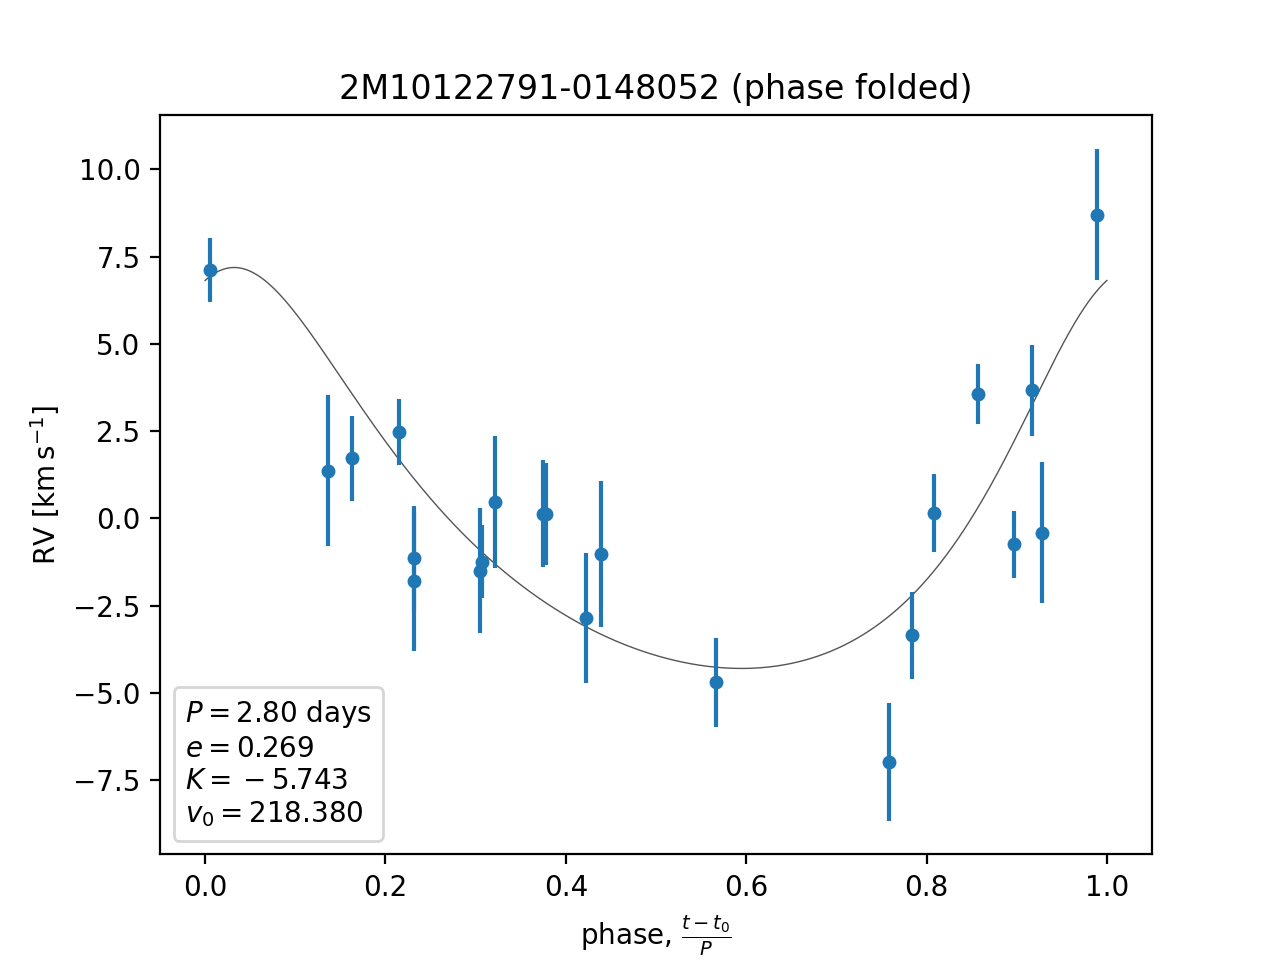 2M10122791-0148052 (phase folded)
10.0
7.5
5.0
2.5
0.0
−2.5
−5.0
−7.5
RV [km s⁻¹]
P = 2.80 days
e = 0.269
K = − 5.743
v₀ = 218.380
0.0 0.2 0.4 0.6 0.8 1.0
phase, (t − t₀)/P